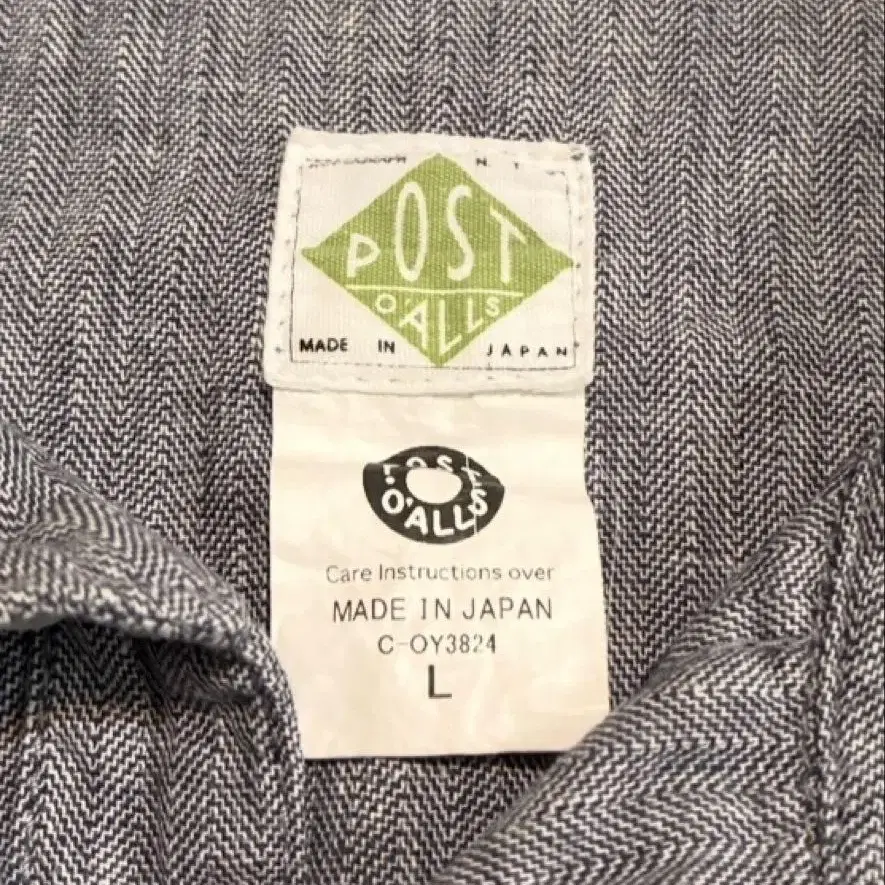 POST
O'ALLS
MADE IN JAPAN
POST
O'ALLS
Care Instructions over
MADE IN JAPAN
C-OY3824
L